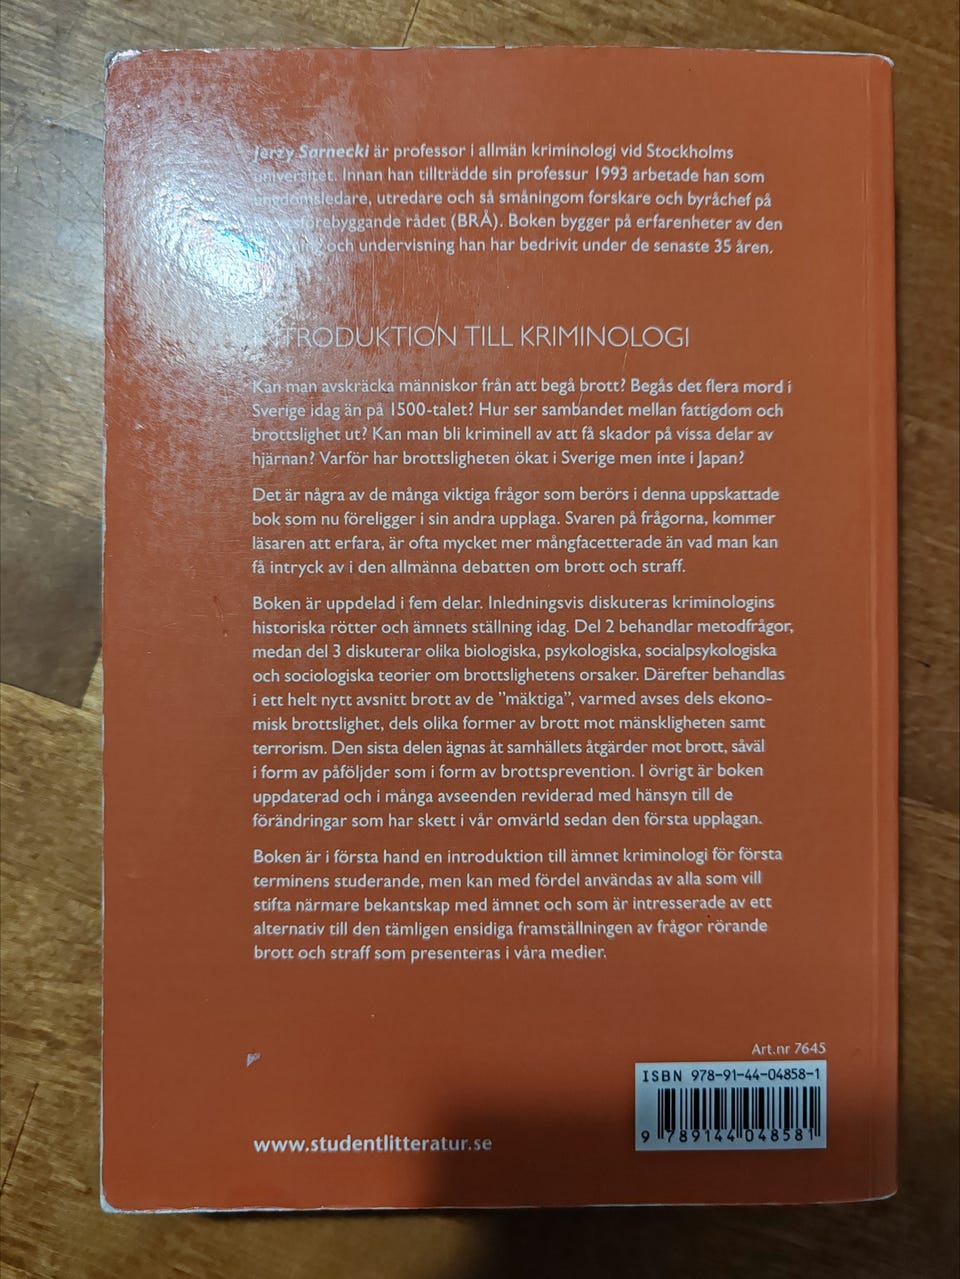 Jerzy Sarnecki är professor i allmän kriminologi vid Stockholms
universitet. Innan han tillträdde sin professur 1993 arbetade han som
ungdomsledare, utredare och så småningom forskare och byråchef på
rådet (BRÅ). Boken bygger på erfarenheter av den
och undervisning han har bedrivit under de senaste 35 åren.
INTRODUKTION TILL KRIMINOLOGI
Kan man avskräcka människor från att begå brott? Begås det flera mord i
Sverige idag än på 1500-talet? Hur ser sambandet mellan fattigdom och
brottslighet ut? Kan man bli kriminell av att få skador på vissa delar av
hjärnan? Varför har brottsligheten ökat i Sverige men inte i Japan?
Det är några av de många viktiga frågor som berörs i denna uppskattade
bok som nu föreligger i sin andra upplaga. Svaren på frågorna, kommer
läsaren att erfara, är ofta mycket mer mångfacetterade än vad man kan
få intryck av i den allmänna debatten om brott och straff.
Boken är uppdelad i fem delar. Inledningsvis diskuteras kriminologins
historiska rötter och ämnets ställning idag. Del 2 behandlar metodfrågor,
medan del 3 diskuterar olika biologiska, psykologiska, socialpsykologiska
och sociologiska teorier om brottslighetens orsaker. Därefter behandlas
i ett helt nytt avsnitt brott av de ”mäktiga”, varmed avses dels ekono-
misk brottslighet, dels olika former av brott mot mänskligheten samt
terrorism. Den sista delen ägnas åt samhällets åtgärder mot brott, såväl
i form av påföljder som i form av brottsprevention. I övrigt är boken
uppdaterad och i många avseenden reviderad med hänsyn till de
förändringar som har skett i vår omvärld sedan den första upplagan.
Boken är i första hand en introduktion till ämnet kriminologi för första
terminens studerande, men kan med fördel användas av alla som vill
stifta närmare bekantskap med ämnet och som är intresserade av ett
alternativ till den tämligen ensidiga framställningen av frågor rörande
brott och straff som presenteras i våra medier.
Art.nr 7645
ISBN 978-91-44-04858-1
9 789144 048581
www.studentlitteratur.se